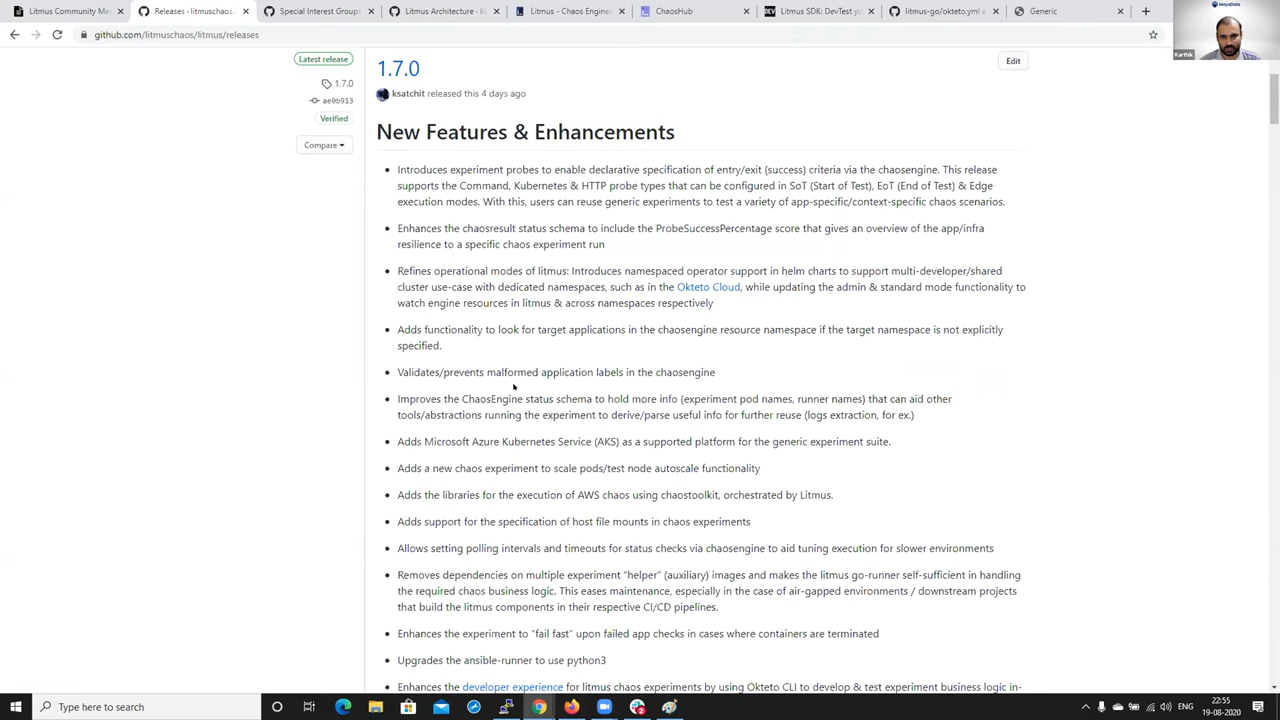 Litmus Community Mee
Releases · litmuschaos/litmus
Special Interest Groups
Litmus Architecture - li
Litmus - Chaos Engine
ChaosHub
Litmus SDK: DevTest yo
litmus-go/okteto.yml a
Generic
MayaData
Karthik
github.com/litmuschaos/litmus/releases
Latest release
1.7.0
ae0b913
Verified
Compare
1.7.0
Edit
ksatchit released this 4 days ago
New Features & Enhancements
Introduces experiment probes to enable declarative specification of entry/exit (success) criteria via the chaosengine. This release
supports the Command, Kubernetes & HTTP probe types that can be configured in SoT (Start of Test), EoT (End of Test) & Edge
execution modes. With this, users can reuse generic experiments to test a variety of app-specific/context-specific chaos scenarios.
Enhances the chaosresult status schema to include the ProbeSuccessPercentage score that gives an overview of the app/infra
resilience to a specific chaos experiment run
Refines operational modes of litmus: Introduces namespaced operator support in helm charts to support multi-developer/shared
cluster use-case with dedicated namespaces, such as in the Okteto Cloud, while updating the admin & standard mode functionality to
watch engine resources in litmus & across namespaces respectively
Adds functionality to look for target applications in the chaosengine resource namespace if the target namespace is not explicitly
specified.
Validates/prevents malformed application labels in the chaosengine
Improves the ChaosEngine status schema to hold more info (experiment pod names, runner names) that can aid other
tools/abstractions running the experiment to derive/parse useful info for further reuse (logs extraction, for ex.)
Adds Microsoft Azure Kubernetes Service (AKS) as a supported platform for the generic experiment suite.
Adds a new chaos experiment to scale pods/test node autoscale functionality
Adds the libraries for the execution of AWS chaos using chaostoolkit, orchestrated by Litmus.
Adds support for the specification of host file mounts in chaos experiments
Allows setting polling intervals and timeouts for status checks via chaosengine to aid tuning execution for slower environments
Removes dependencies on multiple experiment "helper" (auxiliary) images and makes the litmus go-runner self-sufficient in handling
the required chaos business logic. This eases maintenance, especially in the case of air-gapped environments / downstream projects
that build the litmus components in their respective CI/CD pipelines.
Enhances the experiment to "fail fast" upon failed app checks in cases where containers are terminated
Upgrades the ansible-runner to use python3
Enhances the developer experience for litmus chaos experiments by using Okteto CLI to develop & test experiment business logic in-
Type here to search
ENG
22:55
19-08-2020